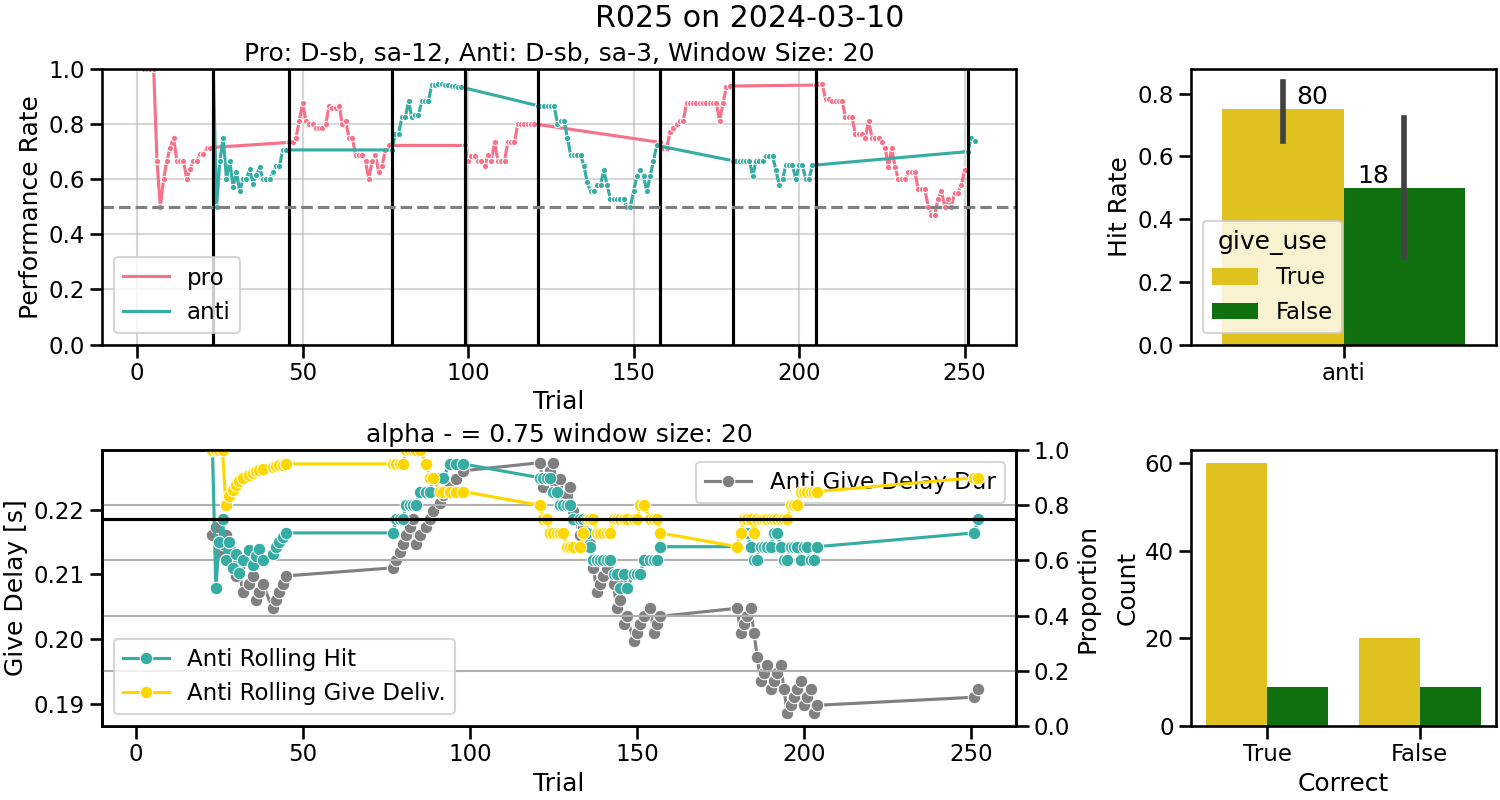 R025 on 2024-03-10
Pro: D-sb, sa-12, Anti: D-sb, sa-3, Window Size: 20
Performance Rate
1.0
0.8
0.6
0.4
0.2
0.0
pro
anti
0 50 100 150 200 250
Trial
Hit Rate
0.8
0.6
0.4
0.2
0.0
80
18
give_use
True
False
anti
alpha - = 0.75 window size: 20
Give Delay [s]
0.22
0.21
0.20
0.19
Anti Give Delay Dur
Anti Rolling Hit
Anti Rolling Give Deliv.
1.0
0.8
0.6
0.4
0.2
0.0
Proportion
0 50 100 150 200 250
Trial
Count
60
40
20
0
True False
Correct